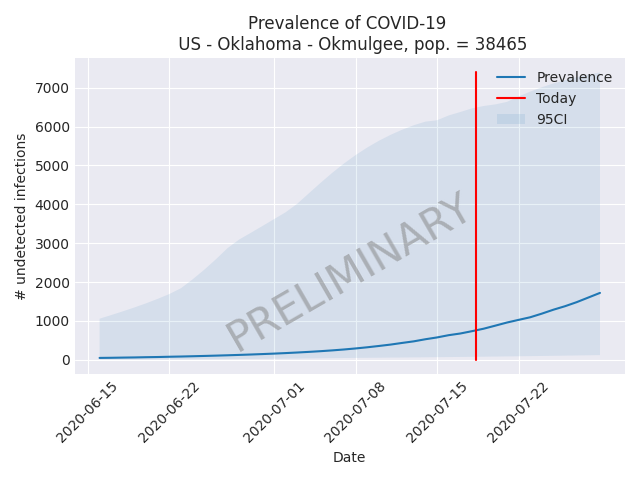 Prevalence of COVID-19
US - Oklahoma - Okmulgee, pop. = 38465
Prevalence
Today
95CI
7000
6000
5000
4000
3000
2000
1000
0
# undetected infections
PRELIMINARY
2020-06-15
2020-06-22
2020-07-01
2020-07-08
2020-07-15
2020-07-22
Date